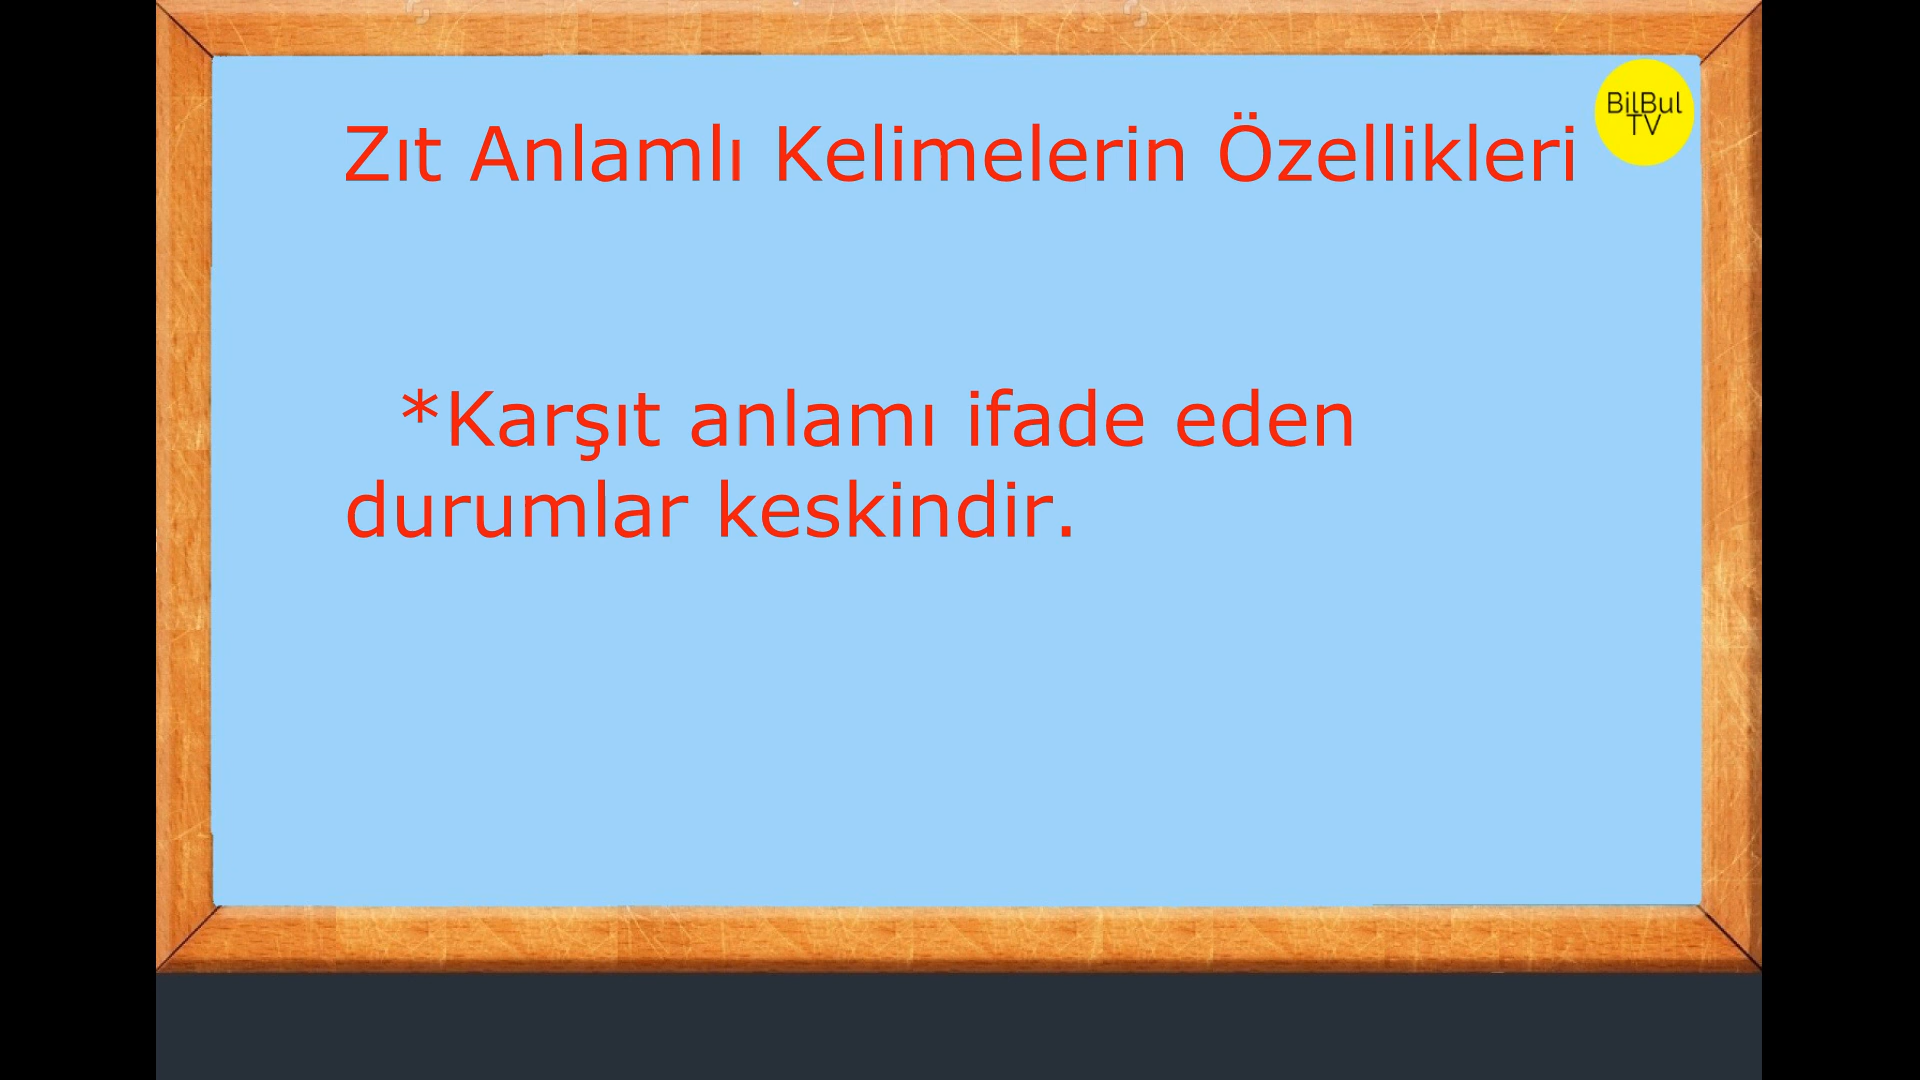 Zıt Anlamlı Kelimelerin Özellikleri
BilBul
TV
*Karşıt anlamı ifade eden
durumlar keskindir.